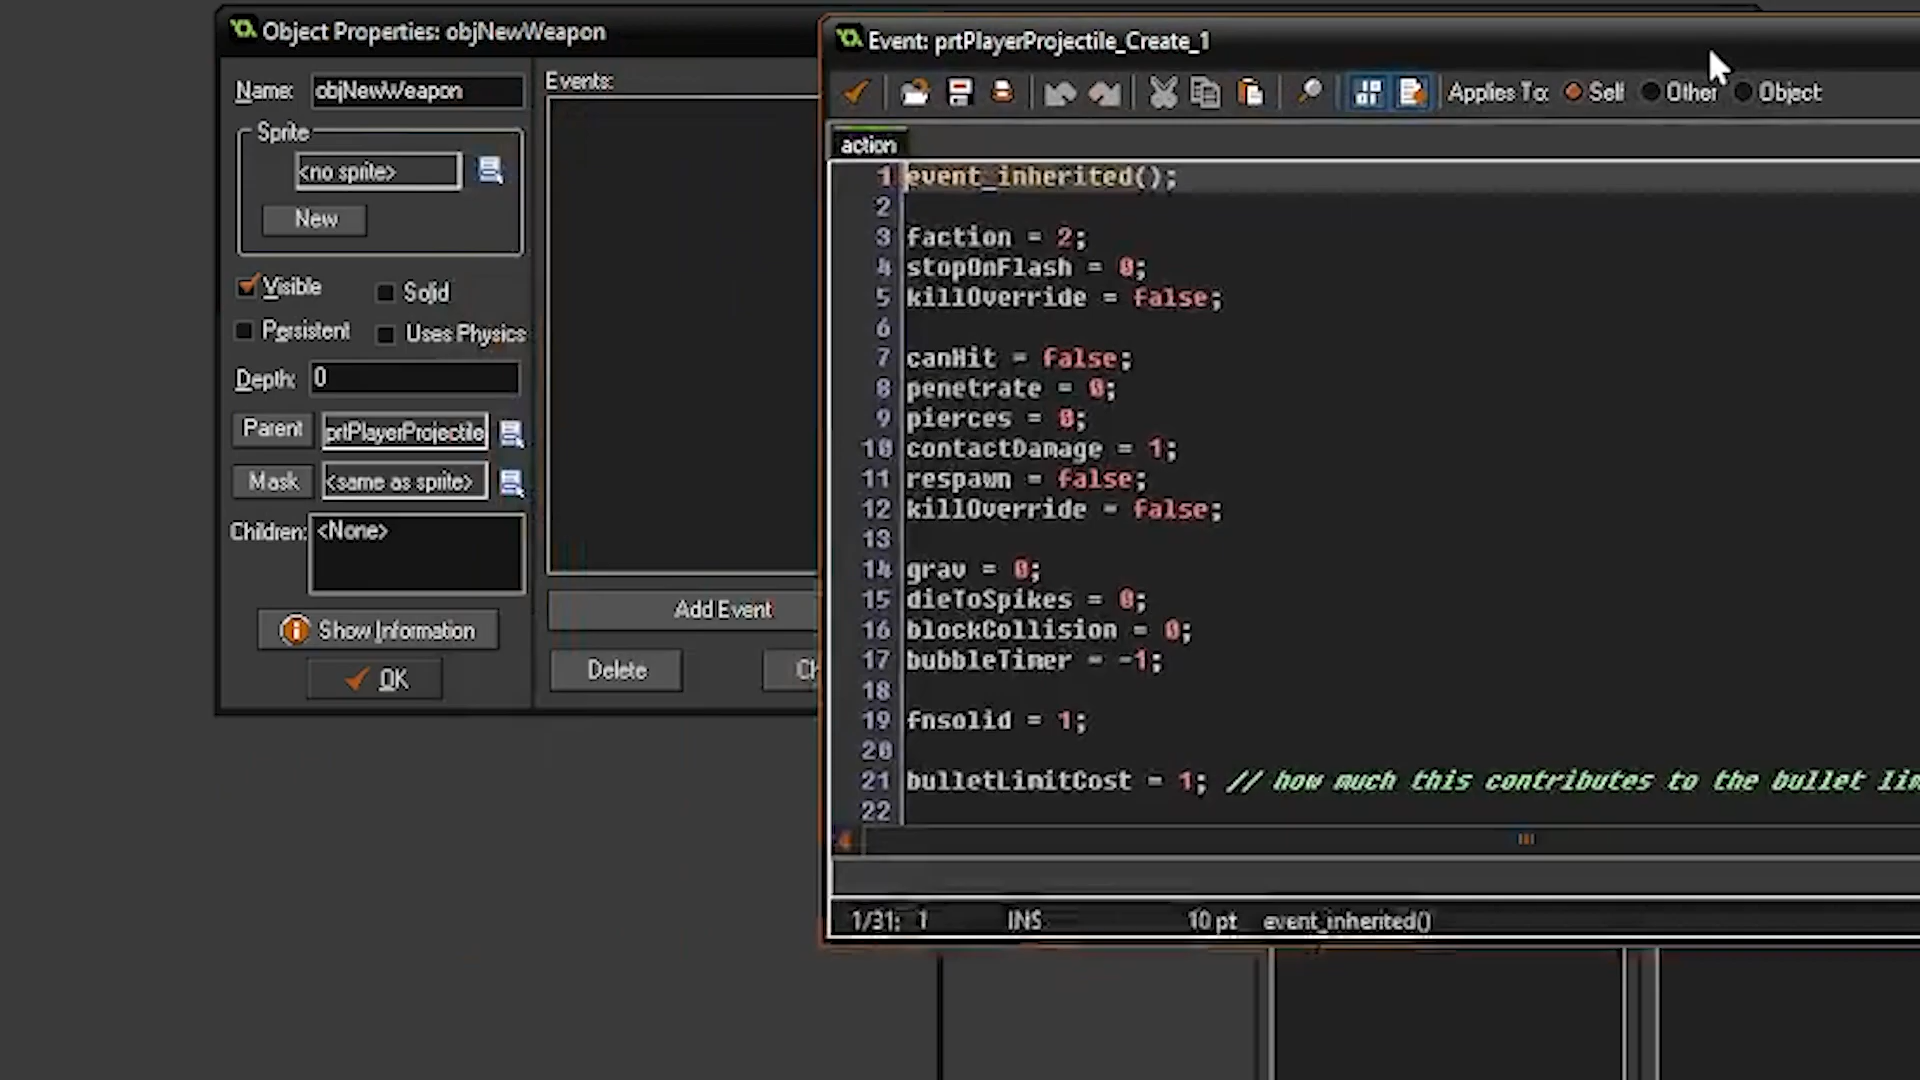 Object Properties: objNewWeapon
Name: objNewWeapon
Sprite
<no sprite>
New
Visible
Solid
Persistent
Uses Physics
Depth: 0
Parent prtPlayerProjectile
Mask <same as sprite>
Children: <None>
Show Information
OK
Events:
Add Event
Delete
Event: prtPlayerProjectile_Create_1
Applies To: Self Other Object
action
1 event_inherited();
2
3 faction = 2;
4 stopOnFlash = 0;
5 killOverride = false;
6
7 canHit = false;
8 penetrate = 0;
9 pierces = 0;
10 contactDamage = 1;
11 respawn = false;
12 killOverride = false;
13
14 grav = 0;
15 dieToSpikes = 0;
16 blockCollision = 0;
17 bubbleTimer = -1;
18
19 fnsolid = 1;
20
21 bulletLimitCost = 1; // how much this contributes to the bullet
22
1/31: 1 INS 10 pt event_inherited()